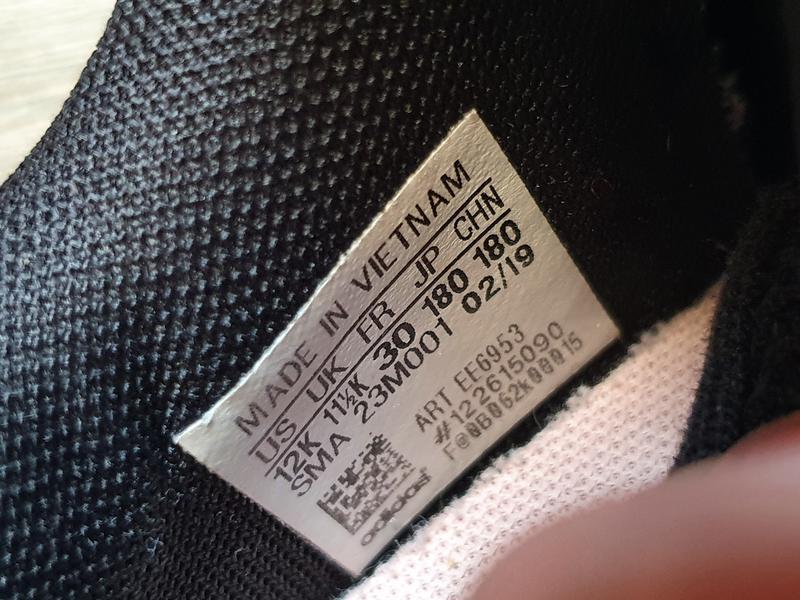 MADE IN VIETNAM
US UK FR JP CHN
12K 11½K 30 180 180
SMA 23M001 02/19
ART EE6953
#122615090
F@0B062k00015
adidas